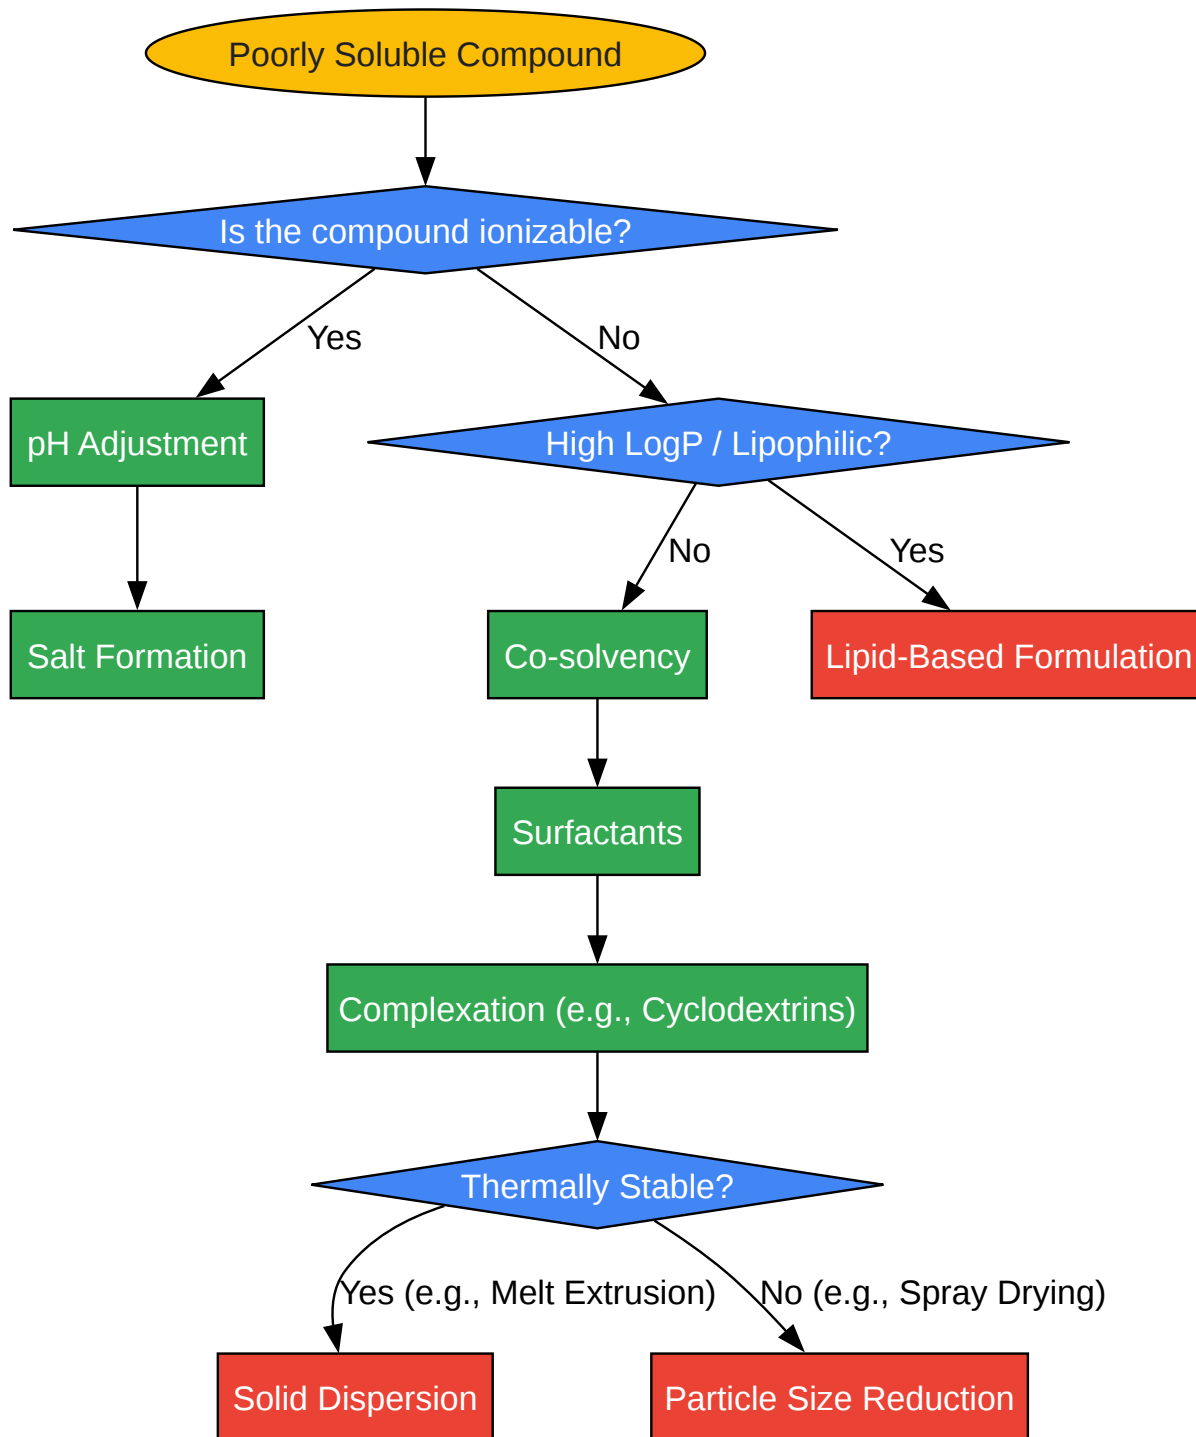 Poorly Soluble Compound
Is the compound ionizable?
Yes
No
pH Adjustment
High LogP / Lipophilic?
No
Yes
Salt Formation
Co-solvency
Lipid-Based Formulation
Surfactants
Complexation (e.g., Cyclodextrins)
Thermally Stable?
Yes (e.g., Melt Extrusion)
No (e.g., Spray Drying)
Solid Dispersion
Particle Size Reduction